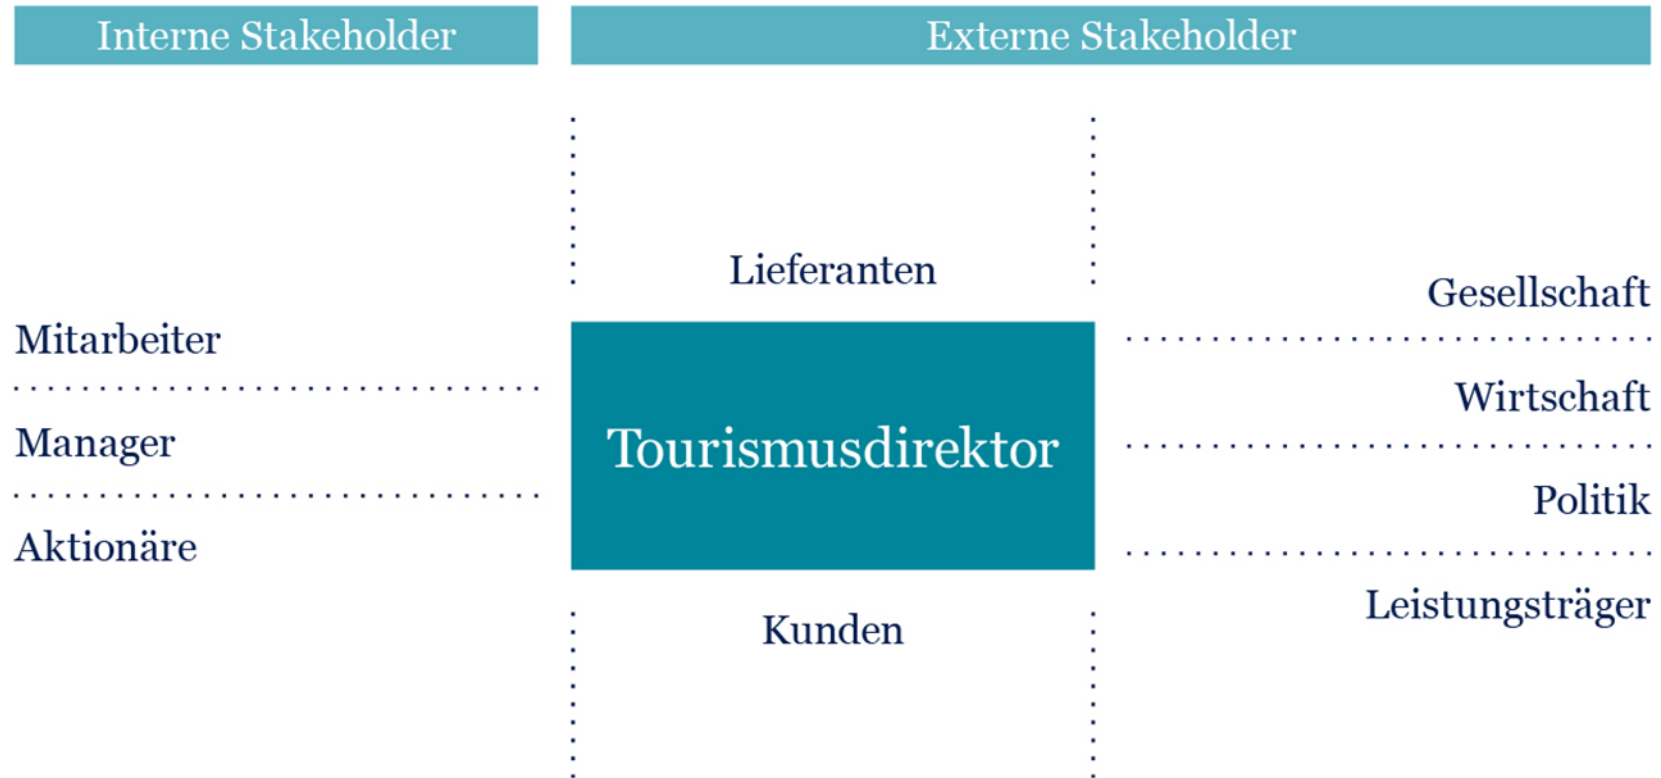 Interne Stakeholder
Externe Stakeholder
Mitarbeiter
Manager
Aktionäre
Lieferanten
Tourismusdirektor
Kunden
Gesellschaft
Wirtschaft
Politik
Leistungsträger